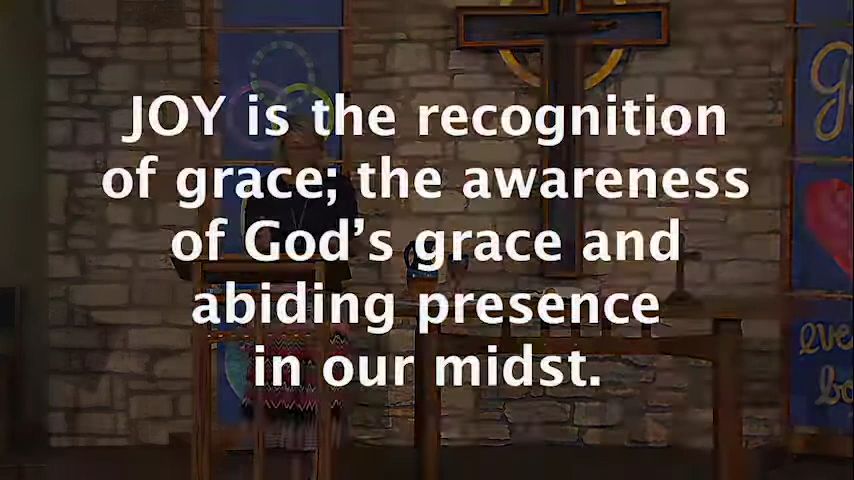 JOY is the recognition
of grace; the awareness
of God’s grace and
abiding presence
in our midst.